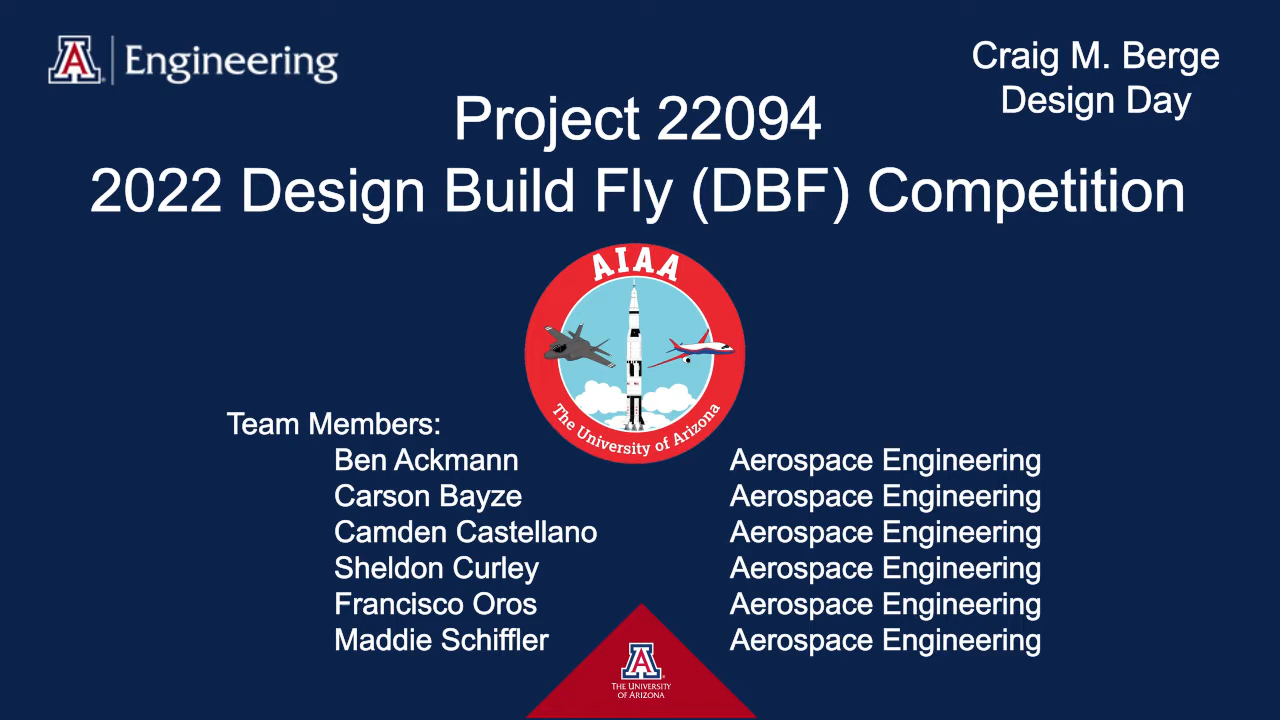 A Engineering
Craig M. Berge
Design Day
Project 22094
2022 Design Build Fly (DBF) Competition
AIAA
The University of Arizona
Team Members:
Ben Ackmann Aerospace Engineering
Carson Bayze Aerospace Engineering
Camden Castellano Aerospace Engineering
Sheldon Curley Aerospace Engineering
Francisco Oros Aerospace Engineering
Maddie Schiffler Aerospace Engineering
A
THE UNIVERSITY
OF ARIZONA